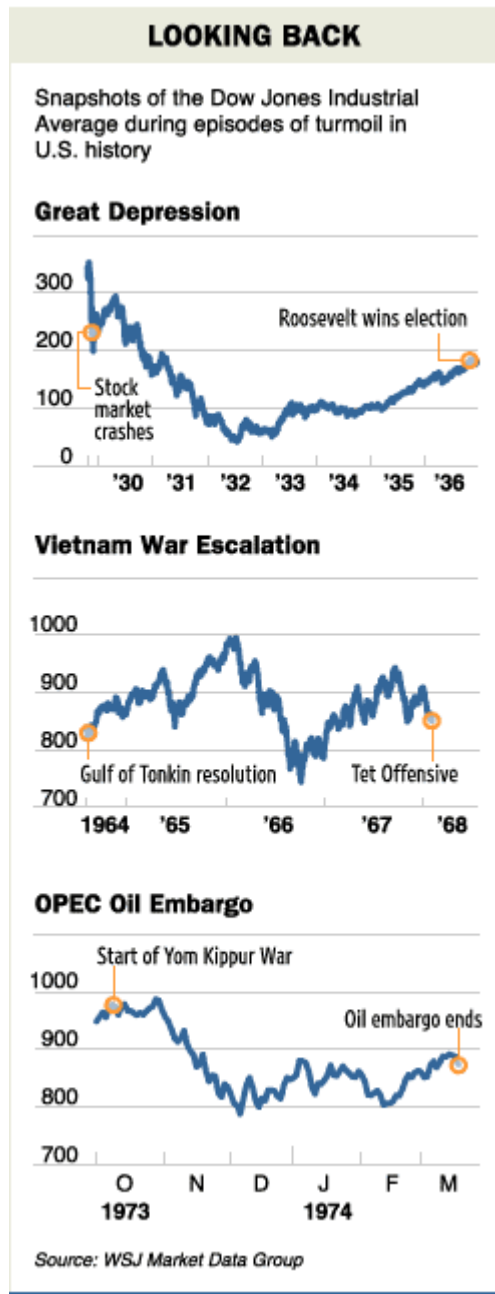 LOOKING BACK
Snapshots of the Dow Jones Industrial
Average during episodes of turmoil in
U.S. history
Great Depression
300
Roosevelt wins election
200
Stock
market
crashes
100
0
'30 '31 '32 '33 '34 '35 '36
Vietnam War Escalation
1000
900
800
Gulf of Tonkin resolution Tet Offensive
700
1964 '65 '66 '67 '68
OPEC Oil Embargo
Start of Yom Kippur War
1000
Oil embargo ends
900
800
700
O N D J F M
1973 1974
Source: WSJ Market Data Group